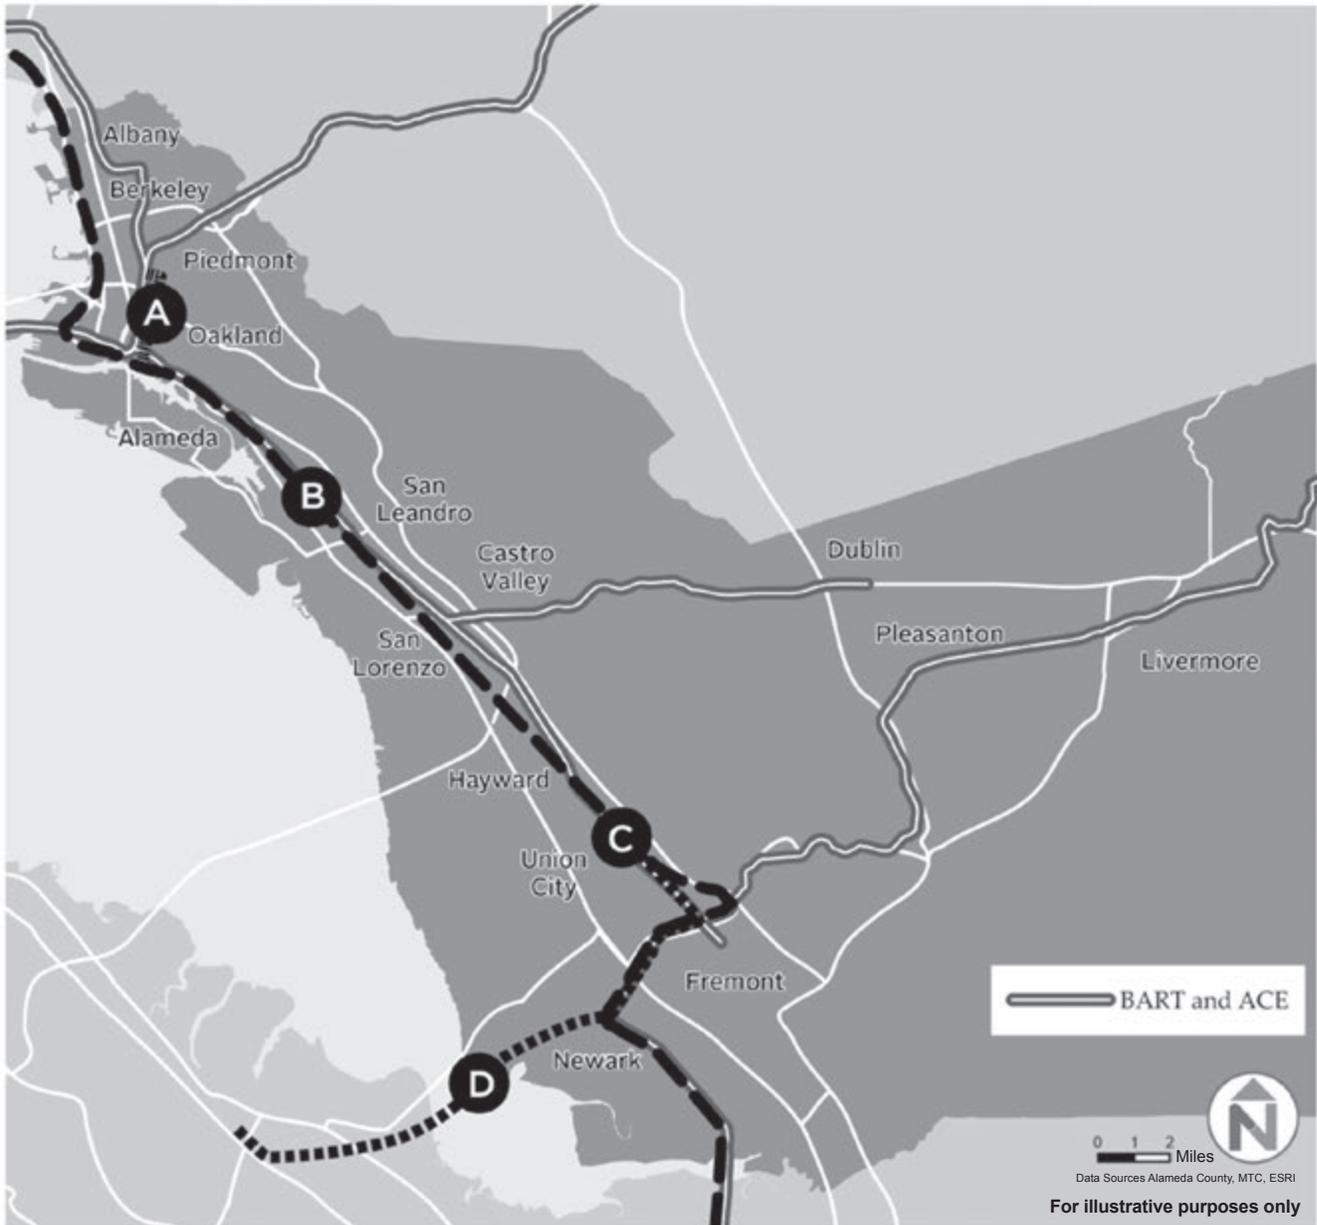 Albany
Berkeley
Piedmont
A
Oakland
Alameda
B
San
Leandro
Castro
Valley
Dublin
San
Lorenzo
Pleasanton
Livermore
Hayward
C
Union
City
Fremont
BART and ACE
Newark
D
N
0 1 2
Miles
Data Sources Alameda County, MTC, ESRI
For illustrative purposes only